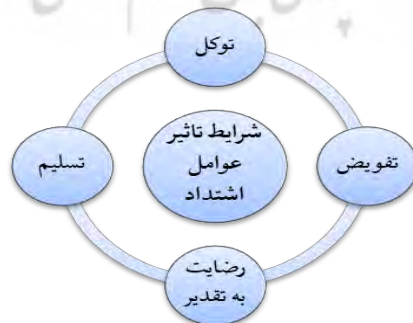 توکل
شرایط تاثیر
عوامل
اشتداد
تفویض
تسلیم
رضایت
به تقدیر